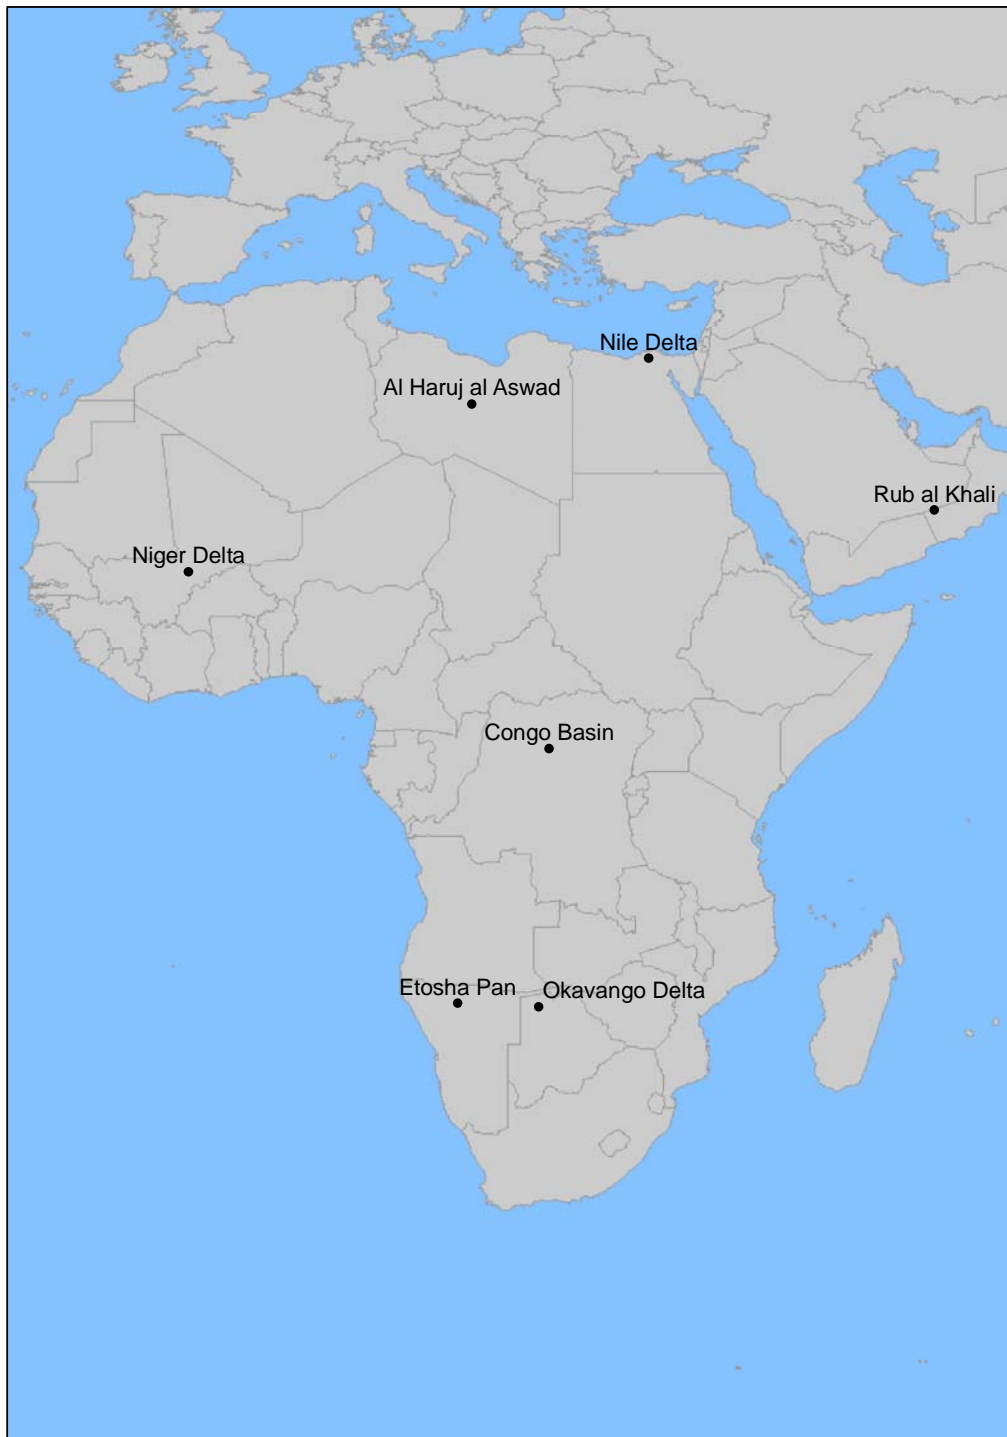 Nile Delta
Al Haruj al Aswad
Rub al Khali
Niger Delta
Congo Basin
Etosha Pan
Okavango Delta